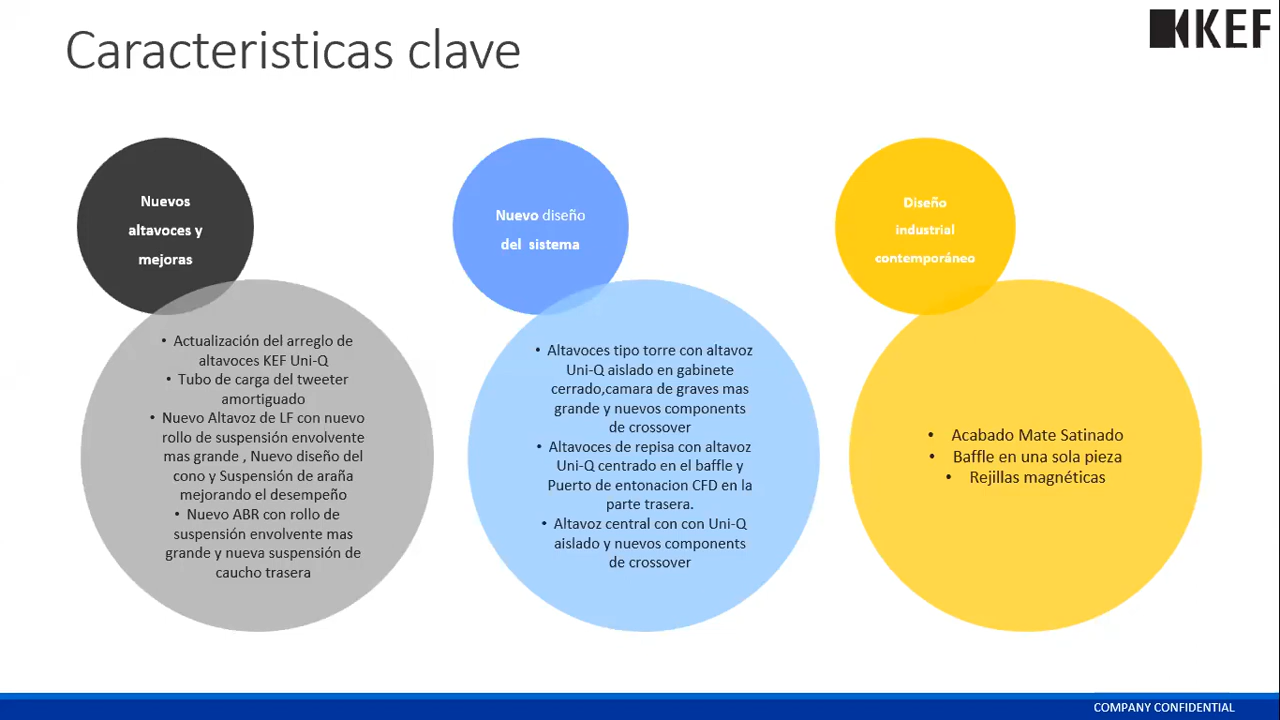 Caracteristicas clave
KEF
Nuevos
altavoces y
mejoras
• Actualización del arreglo de
altavoces KEF Uni-Q
• Tubo de carga del tweeter
amortiguado
• Nuevo Altavoz de LF con nuevo
rollo de suspensión envolvente
mas grande , Nuevo diseño del
cono y Suspensión de araña
mejorando el desempeño
• Nuevo ABR con rollo de
suspensión envolvente mas
grande y nueva suspensión de
caucho trasera
Nuevo diseño
del sistema
• Altavoces tipo torre con altavoz
Uni-Q aislado en gabinete
cerrado,camara de graves mas
grande y nuevos components
de crossover
• Altavoces de repisa con altavoz
Uni-Q centrado en el baffle y
Puerto de entonacion CFD en la
parte trasera.
• Altavoz central con con Uni-Q
aislado y nuevos components
de crossover
Diseño
industrial
contemporáneo
• Acabado Mate Satinado
• Baffle en una sola pieza
• Rejillas magnéticas
COMPANY CONFIDENTIAL